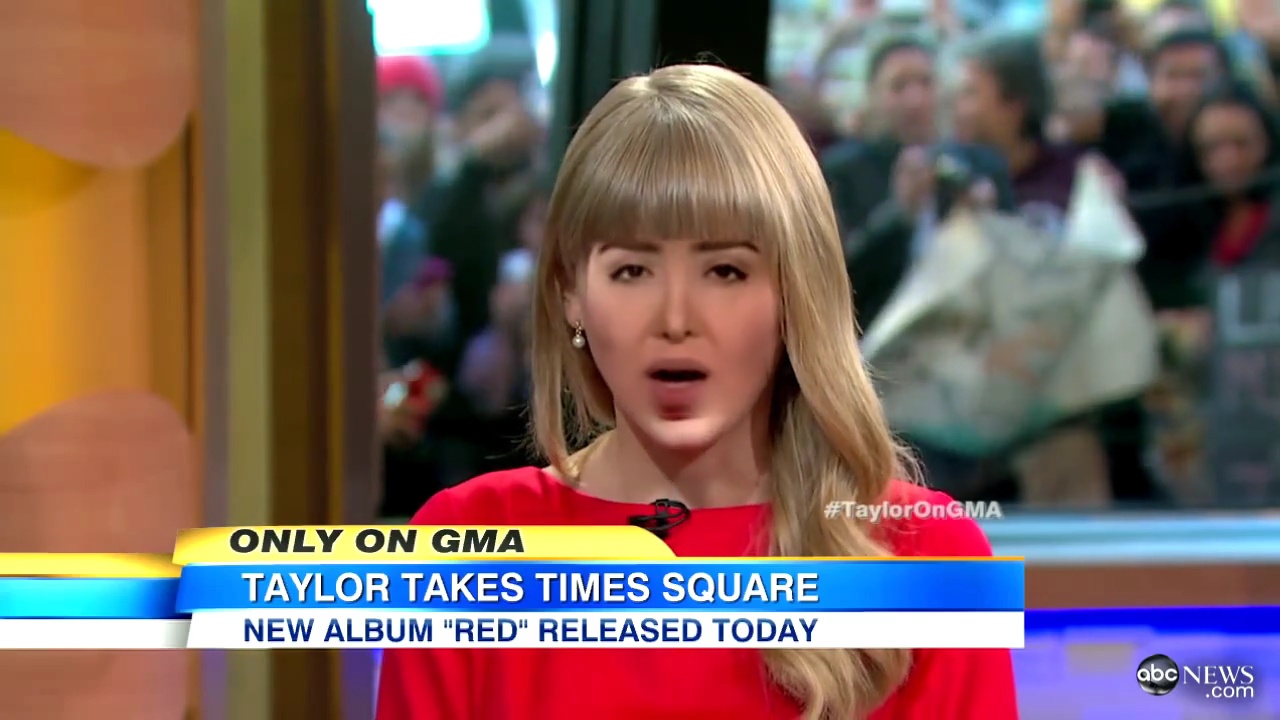 #TaylorOnGMA
ONLY ON GMA
TAYLOR TAKES TIMES SQUARE
NEW ALBUM "RED" RELEASED TODAY
abc NEWS
.com